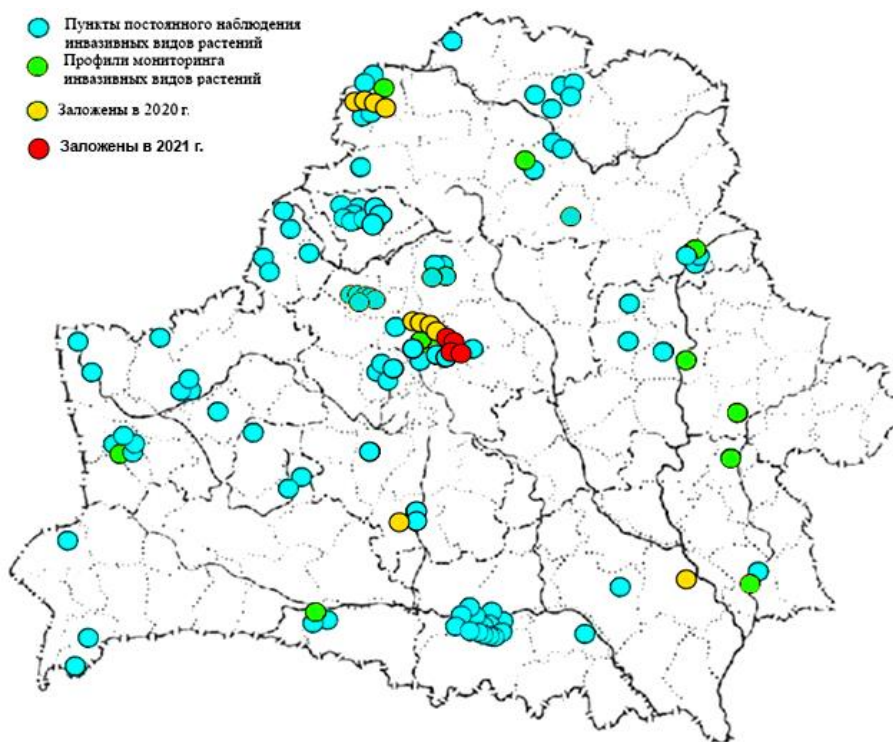 Пункты постоянного наблюдения
инвазивных видов растений
Профили мониторинга
инвазивных видов растений
Заложены в 2020 г.
Заложены в 2021 г.